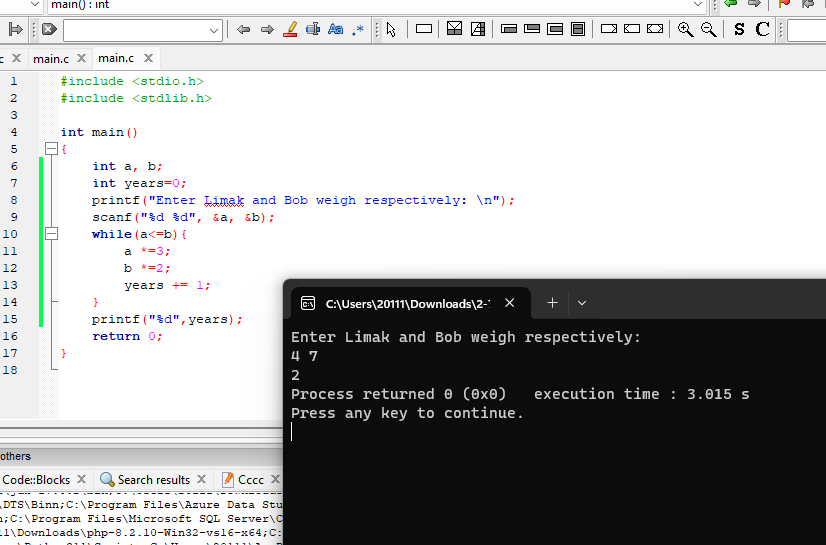 main() : int
S C
c X main.c X main.c X
1 #include <stdio.h>
2 #include <stdlib.h>
3
4 int main()
5 {
6 int a, b;
7 int years=0;
8 printf("Enter Limak and Bob weigh respectively: \n");
9 scanf("%d %d", &a, &b);
10 while(a<=b){
11 a *=3;
12 b *=2;
13 years += 1;
14 }
15 printf("%d",years);
16 return 0;
17 }
18
C:\Users\20111\Downloads\2-
Enter Limak and Bob weigh respectively:
4 7
2
Process returned 0 (0x0) execution time : 3.015 s
Press any key to continue.
others
Code::Blocks X Search results X Cccc X
\DTS\Binn;C:\Program Files\Azure Data Stu
;C:\Program Files\Microsoft SQL Server\C
11\Downloads\php-8.2.10-Win32-vs16-x64;C: